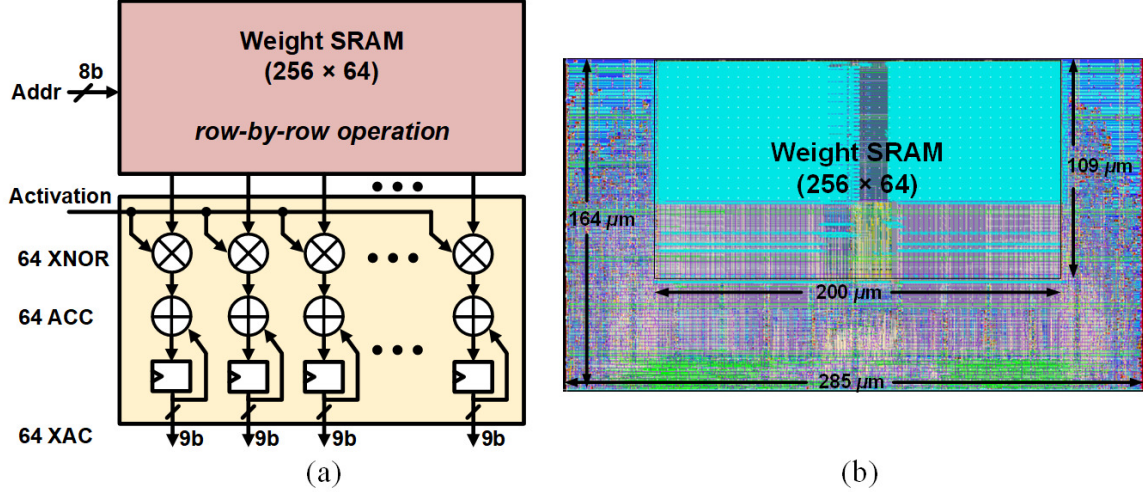 Weight SRAM
(256 × 64)
8b
Addr
row-by-row operation
Activation
64 XNOR
64 ACC
64 XAC
9b 9b 9b 9b
(a)
Weight SRAM
(256 × 64)
109 μm
164 μm
200 μm
285 μm
(b)